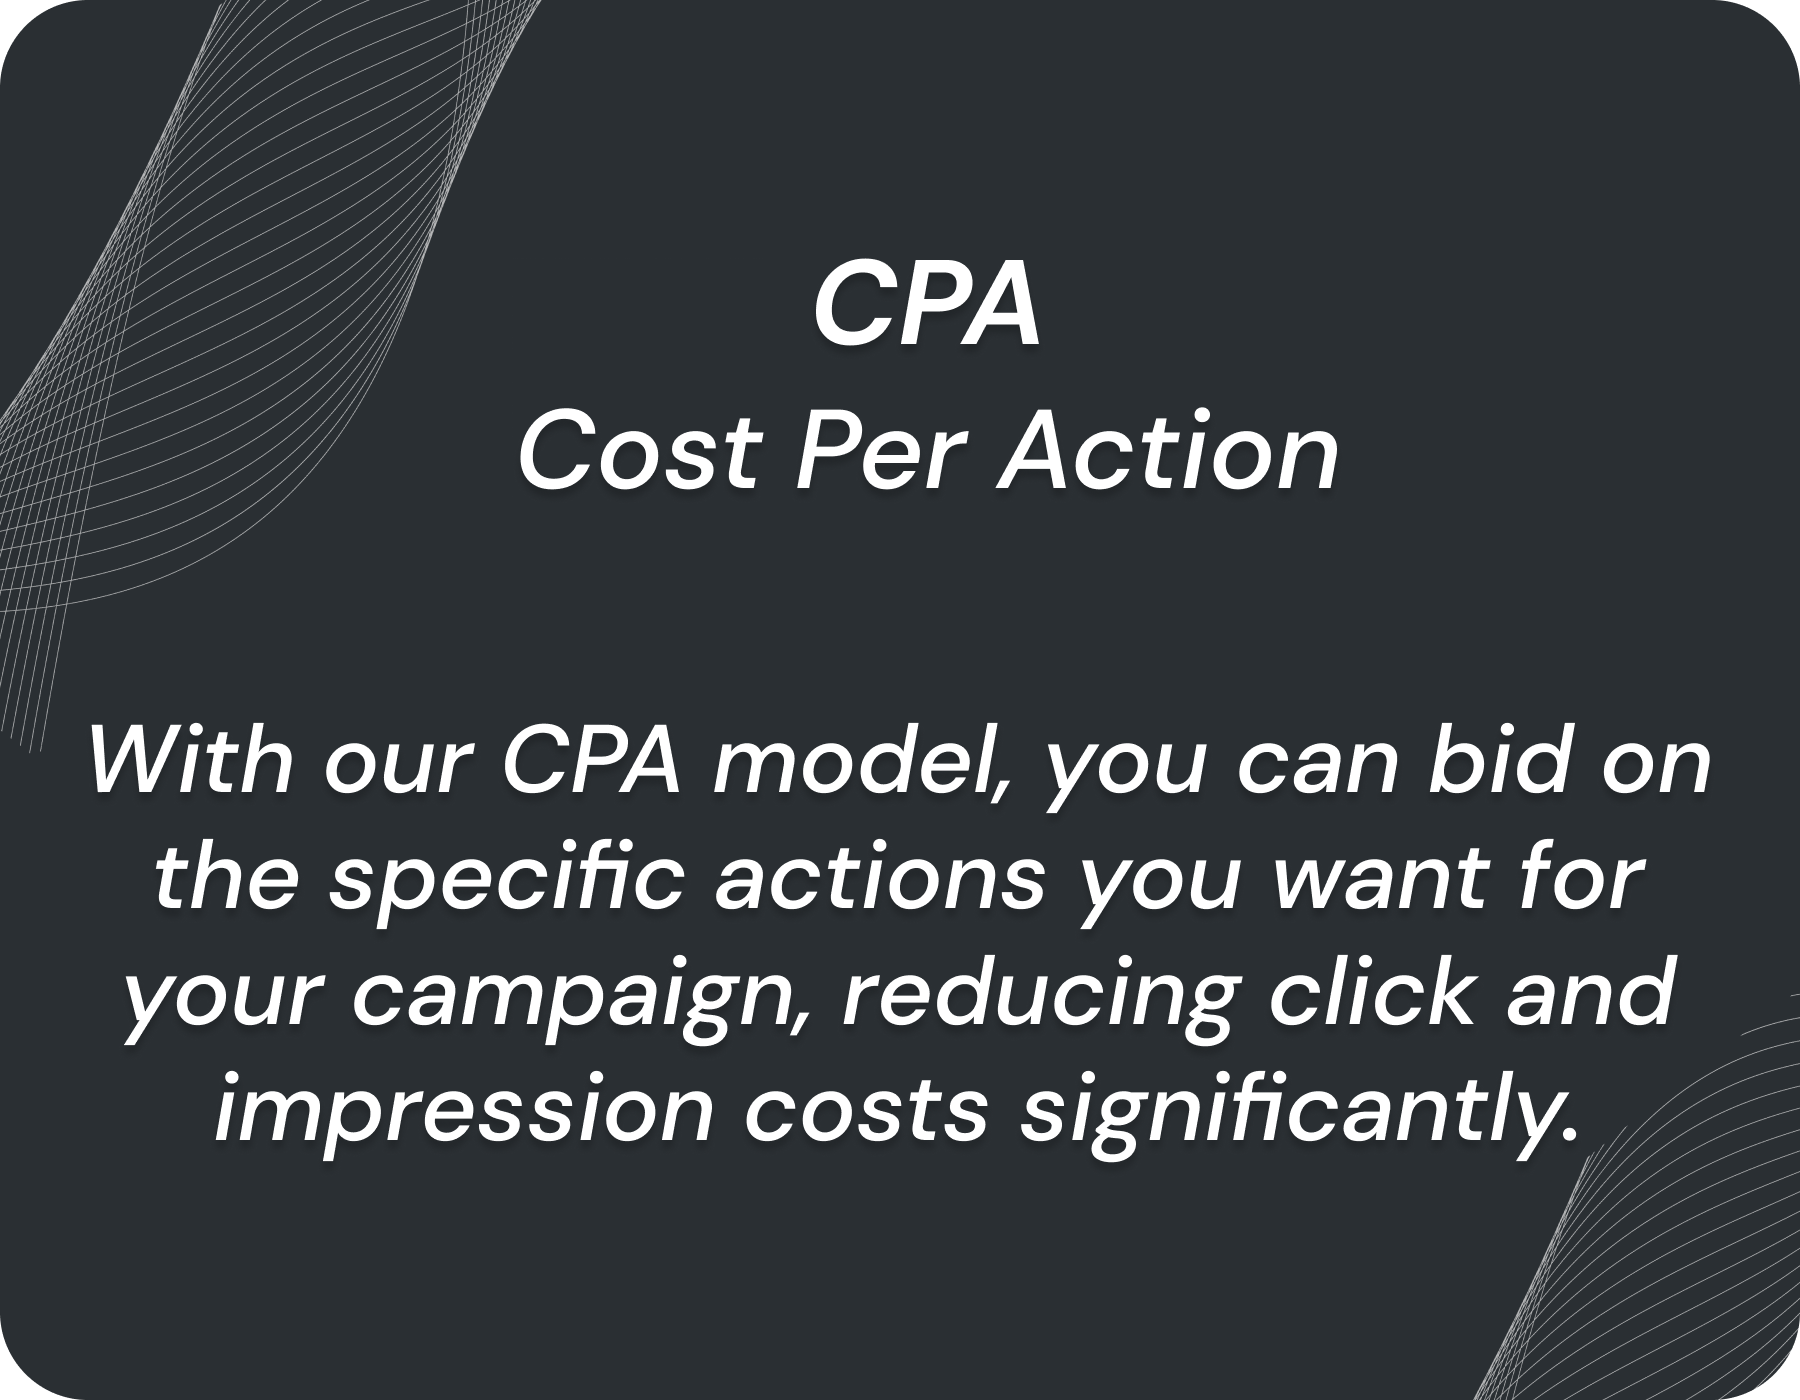 CPA
Cost Per Action
With our CPA model, you can bid on
the specific actions you want for
your campaign, reducing click and
impression costs significantly.